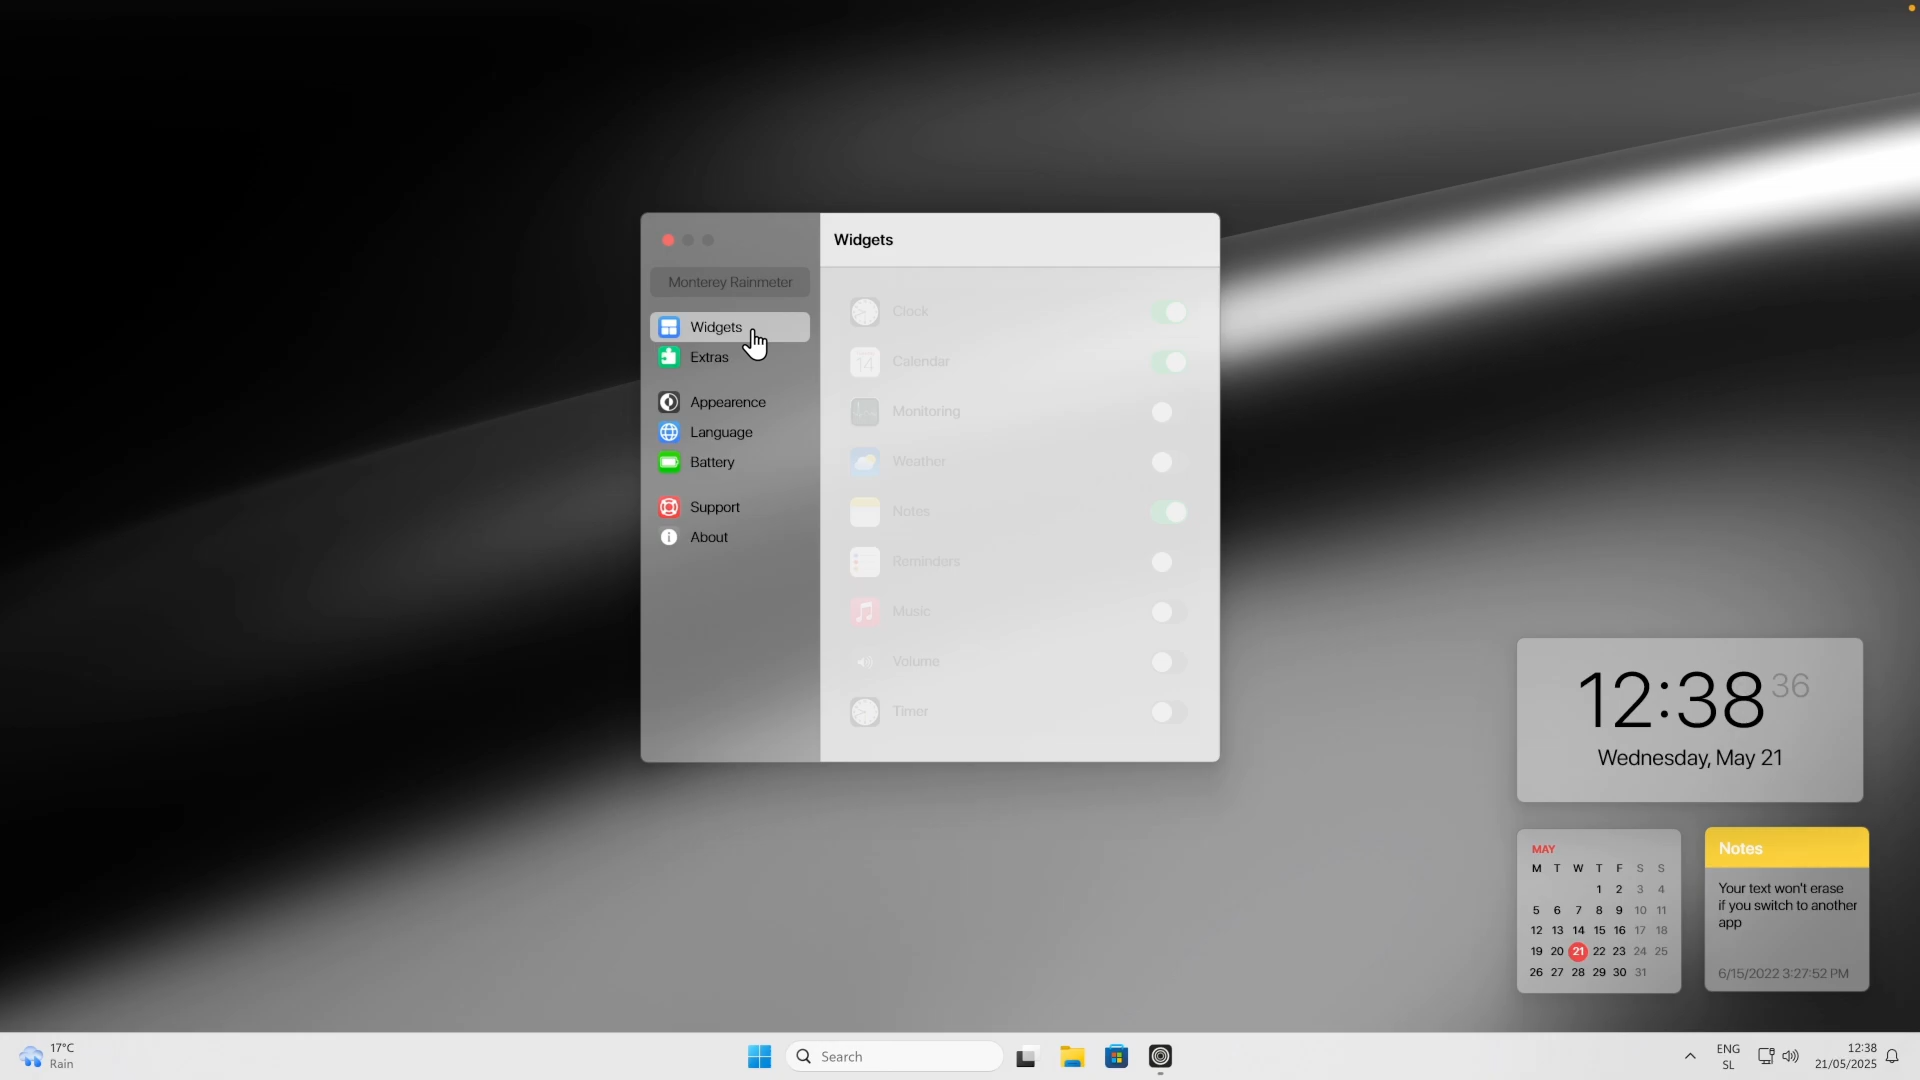 Widgets
Monterey Rainmeter
Widgets
Extras
Appearence
Language
Battery
Support
About
Clock
14
Calendar
Monitoring
Weather
Notes
Reminders
Music
Volume
Timer
12:38 36
Wednesday, May 21
MAY
M T W T F S S
1 2 3 4
5 6 7 8 9 10 11
12 13 14 15 16 17 18
19 20 21 22 23 24 25
26 27 28 29 30 31
Notes
Your text won't erase
if you switch to another
app
6/15/2022 3:27:52 PM
17°C
Rain
Search
ENG
SL
12:38
21/05/2025